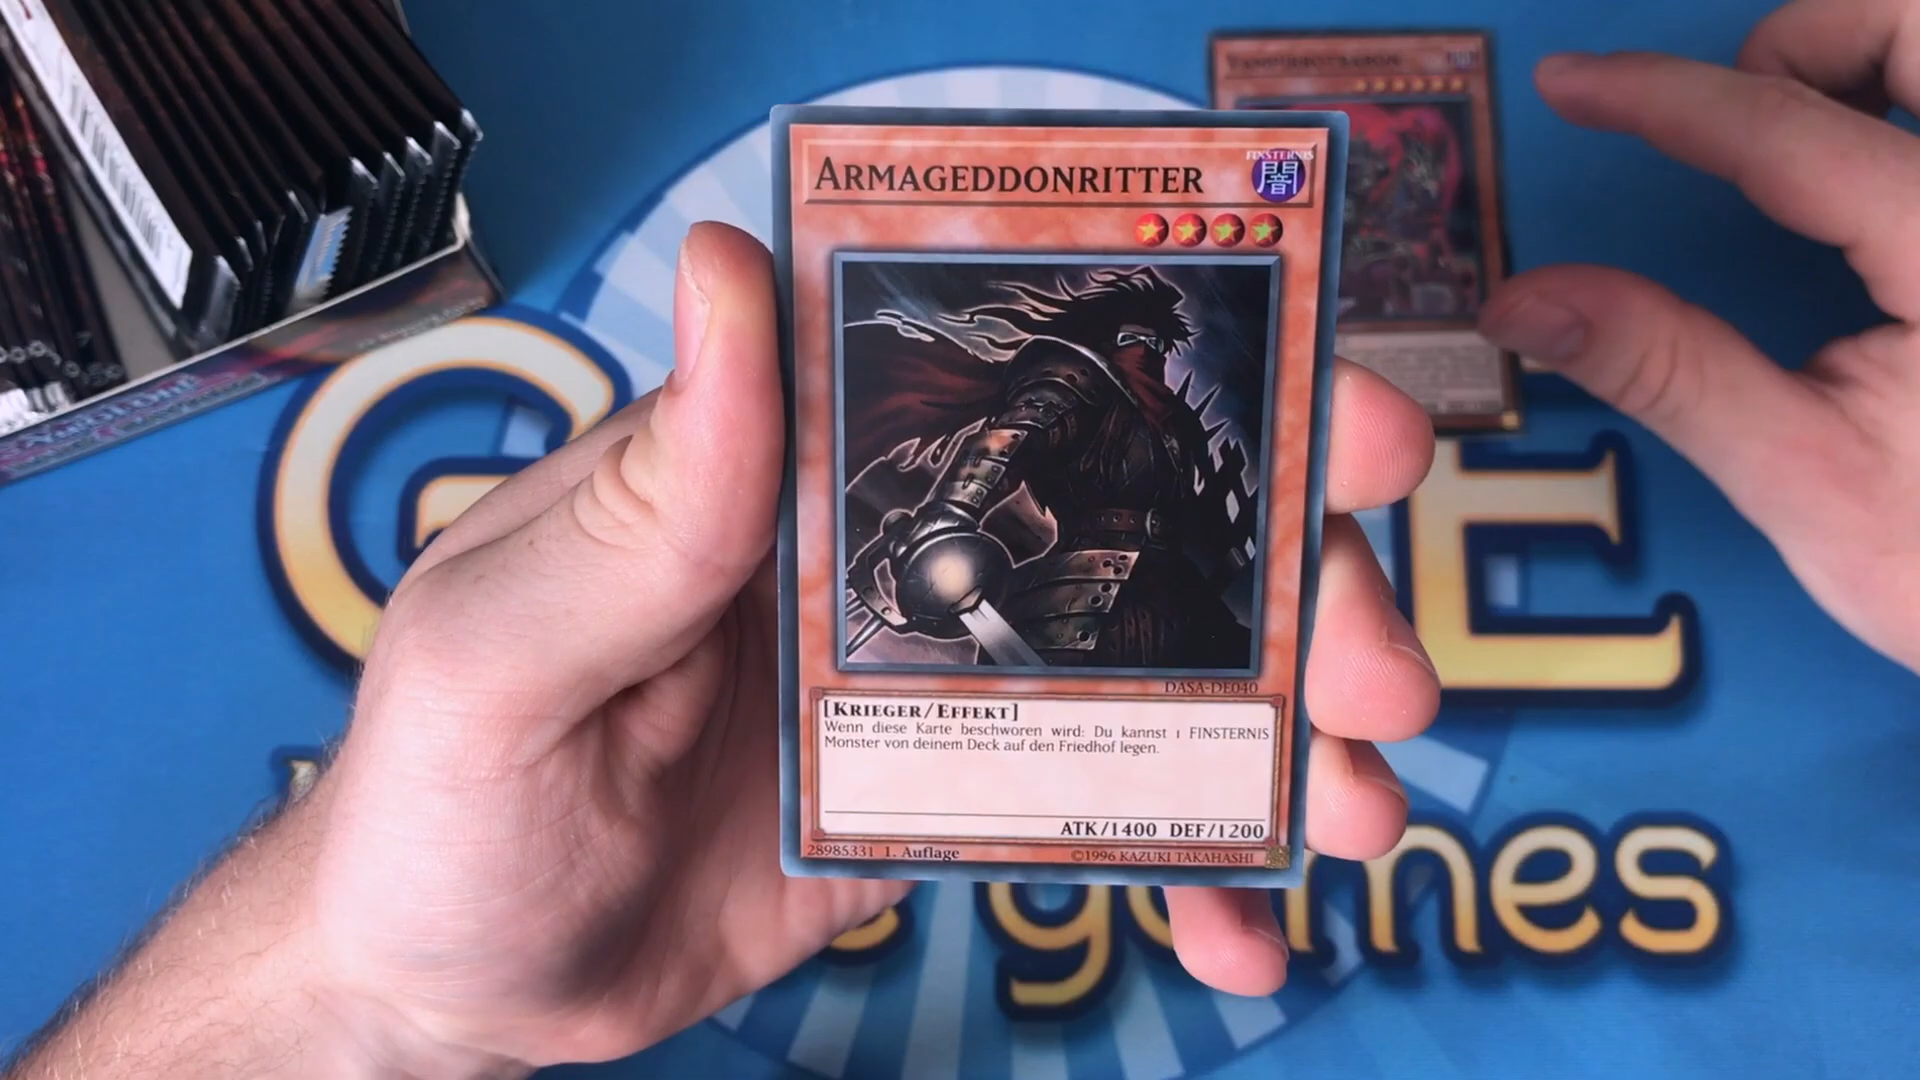 ARMAGEDDONRITTER
FINSTERNIS
闇
DASA-DE040
[KRIEGER/EFFEKT]
Wenn diese Karte beschworen wird: Du kannst 1 FINSTERNIS
Monster von deinem Deck auf den Friedhof legen.
ATK/1400 DEF/1200
28985331 1. Auflage
©1996 KAZUKI TAKAHASHI
G
E
games